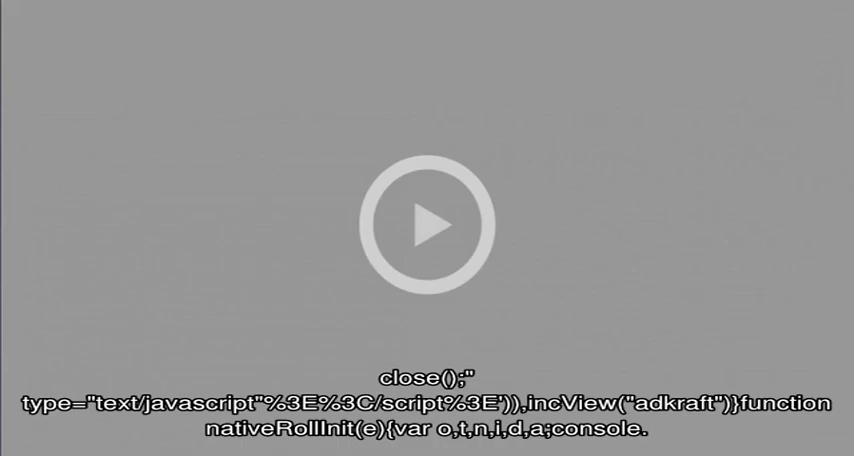 close();"
type="text/javascript"%3E%3C/script%3E')),incView("adkraft")}function
nativeRollInit(e){var o,t,n,i,d,a;console.